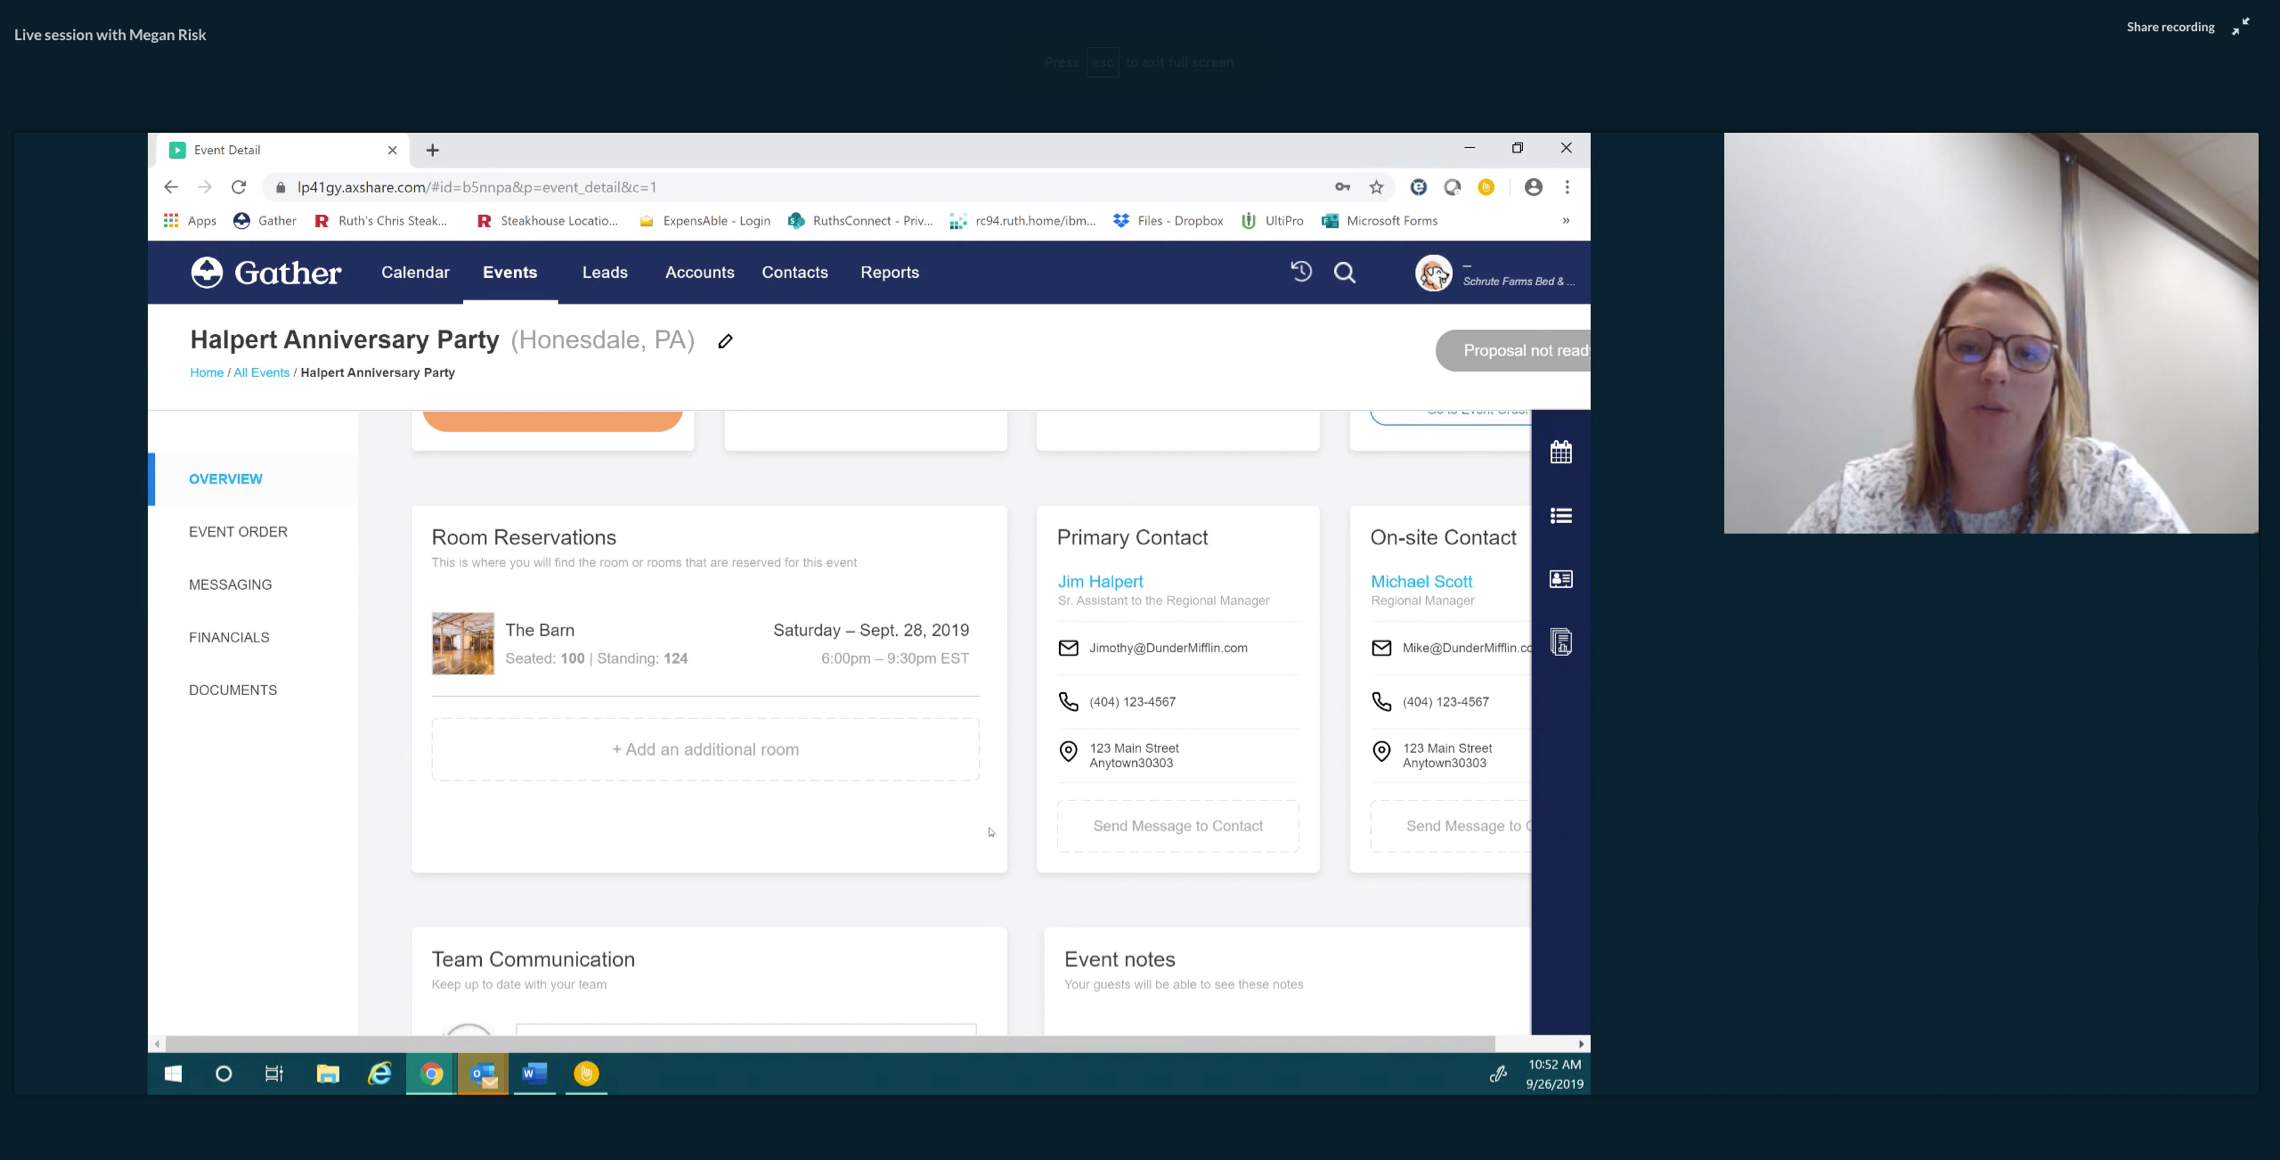 Live session with Megan Risk
Share recording
Press esc to exit full screen
Event Detail
lp41gy.axshare.com/#id=b5nnpa&p=event_detail&c=1
Apps Gather Ruth's Chris Steak... Steakhouse Locatio... ExpensAble - Login RuthsConnect - Priv... rc94.ruth.home/ibm... Files - Dropbox UltiPro Microsoft Forms »
Gather Calendar Events Leads Accounts Contacts Reports
Schrute Farms Bed & ...
Halpert Anniversary Party (Honesdale, PA)
Proposal not read
Home / All Events / Halpert Anniversary Party
Go to Event Order
OVERVIEW
EVENT ORDER
MESSAGING
FINANCIALS
DOCUMENTS
Room Reservations
This is where you will find the room or rooms that are reserved for this event
The Barn
Saturday – Sept. 28, 2019
Seated: 100 | Standing: 124
6:00pm – 9:30pm EST
+ Add an additional room
Primary Contact
Jim Halpert
Sr. Assistant to the Regional Manager
Jimothy@DunderMifflin.com
(404) 123-4567
123 Main Street
Anytown30303
Send Message to Contact
On-site Contact
Michael Scott
Regional Manager
Mike@DunderMifflin.co
(404) 123-4567
123 Main Street
Anytown30303
Send Message to C
Team Communication
Keep up to date with your team
Event notes
Your guests will be able to see these notes
10:52 AM
9/26/2019